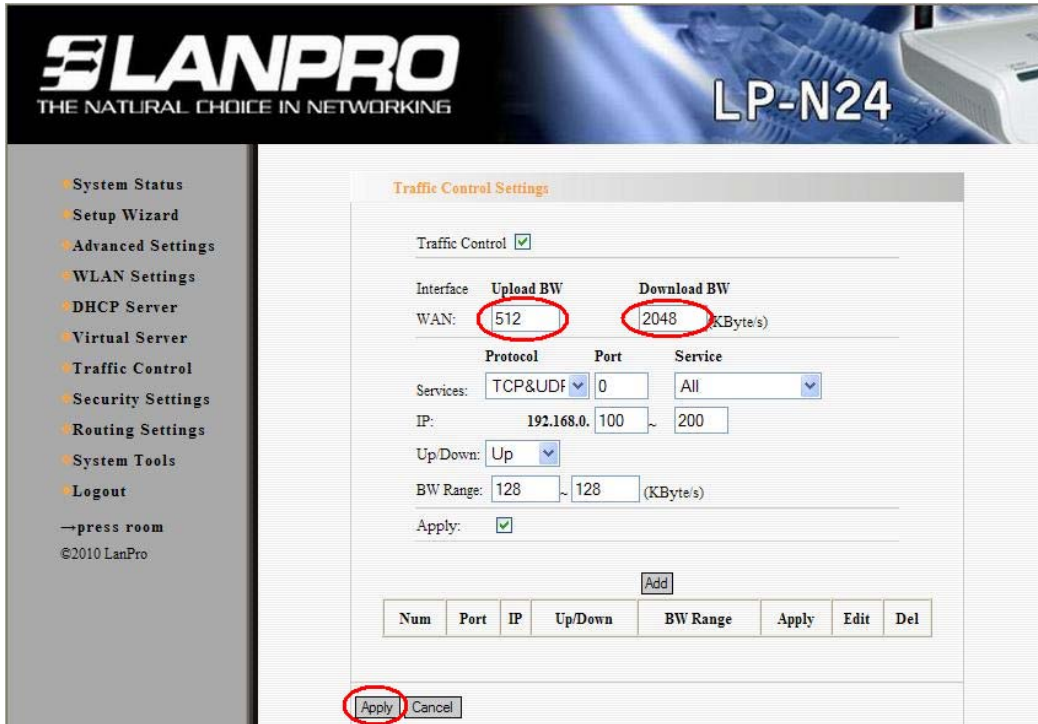 SLANPRO
THE NATURAL CHOICE IN NETWORKING
LP-N24
System Status
Setup Wizard
Advanced Settings
WLAN Settings
DHCP Server
Virtual Server
Traffic Control
Security Settings
Routing Settings
System Tools
Logout
→press room
©2010 LanPro
Traffic Control Settings
Traffic Control
Interface Upload BW Download BW
WAN: 512 2048 (KByte/s)
Protocol Port Service
Services: TCP&UDF 0 All
IP: 192.168.0. 100 ~ 200
Up/Down: Up
BW Range: 128 ~ 128 (KByte/s)
Apply:
Add
Num Port IP Up/Down BW Range Apply Edit Del
Apply Cancel